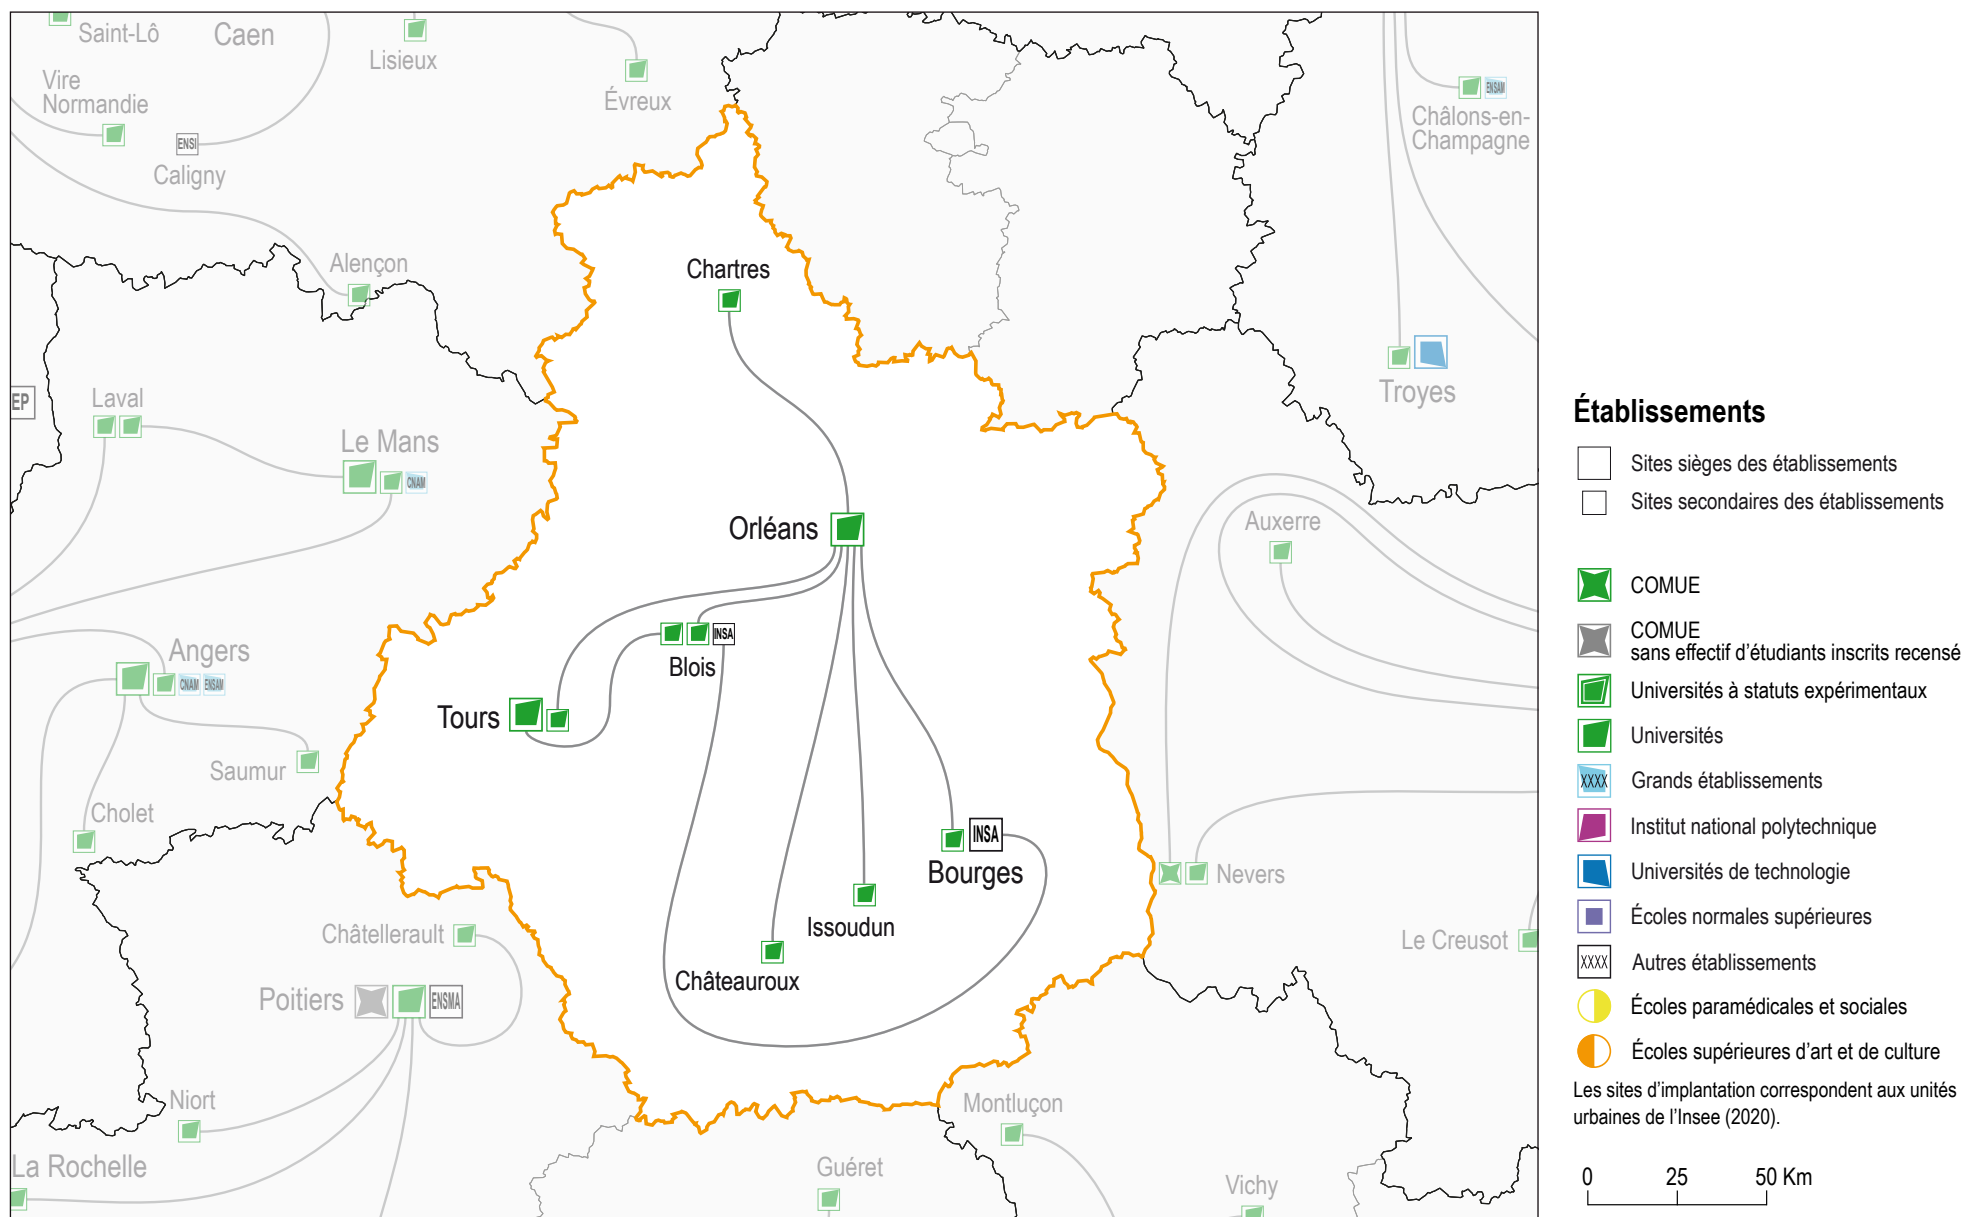 Saint-Lô
Caen
Lisieux
Vire
Normandie
Évreux
ENSAM
Châlons-en-
Champagne
ENSI
Caligny
Alençon
Chartres
EP
Laval
Le Mans
CNAM
Troyes
Orléans
Auxerre
Angers
CNAM
ENSAM
INSA
Blois
Tours
Saumur
Cholet
INSA
Bourges
Nevers
Issoudun
Châtellerault
Le Creusot
Châteauroux
Poitiers
ENSMA
Niort
Montluçon
La Rochelle
Guéret
Vichy
Établissements
Sites sièges des établissements
Sites secondaires des établissements
COMUE
COMUE
sans effectif d'étudiants inscrits recensé
Universités à statuts expérimentaux
Universités
XXXX Grands établissements
Institut national polytechnique
Universités de technologie
Écoles normales supérieures
XXXX Autres établissements
Écoles paramédicales et sociales
Écoles supérieures d'art et de culture
Les sites d'implantation correspondent aux unités
urbaines de l'Insee (2020).
0 25 50 Km